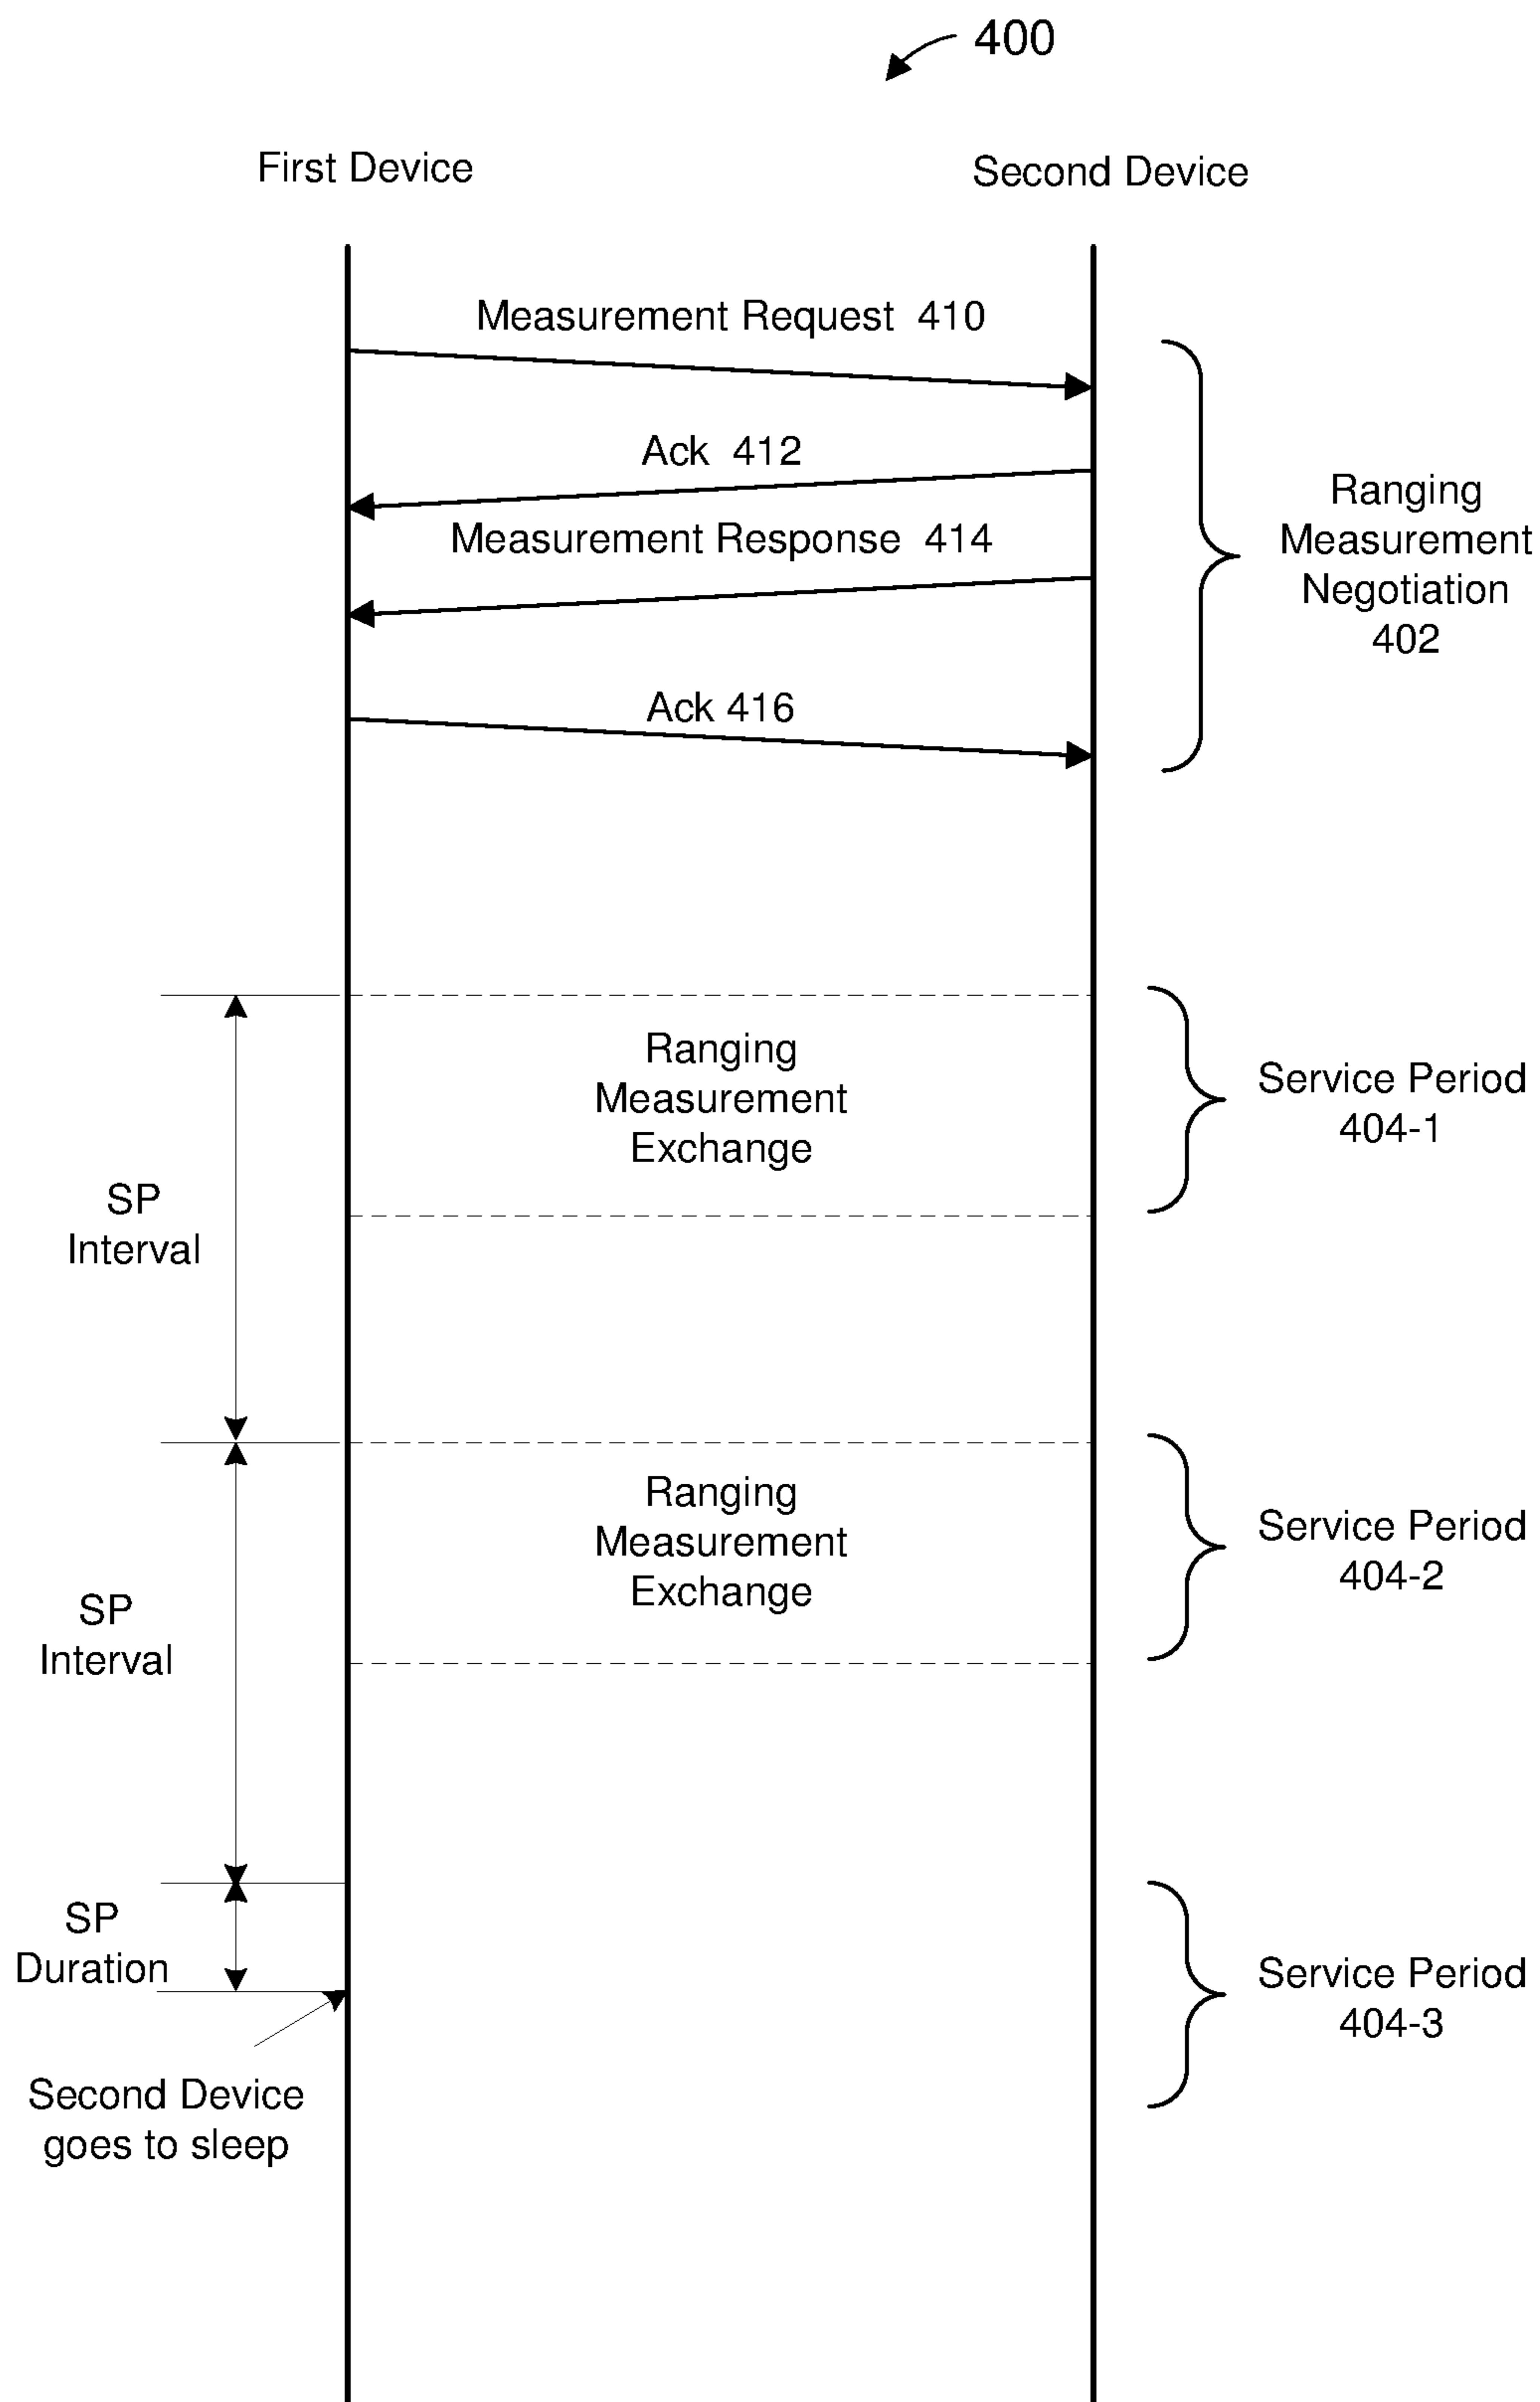 400
First Device
Second Device
Measurement Request 410
Ack 412
Measurement Response 414
Ack 416
Ranging
Measurement
Negotiation
402
Ranging
Measurement
Exchange
Service Period
404-1
SP
Interval
Ranging
Measurement
Exchange
Service Period
404-2
SP
Interval
SP
Duration
Service Period
404-3
Second Device
goes to sleep